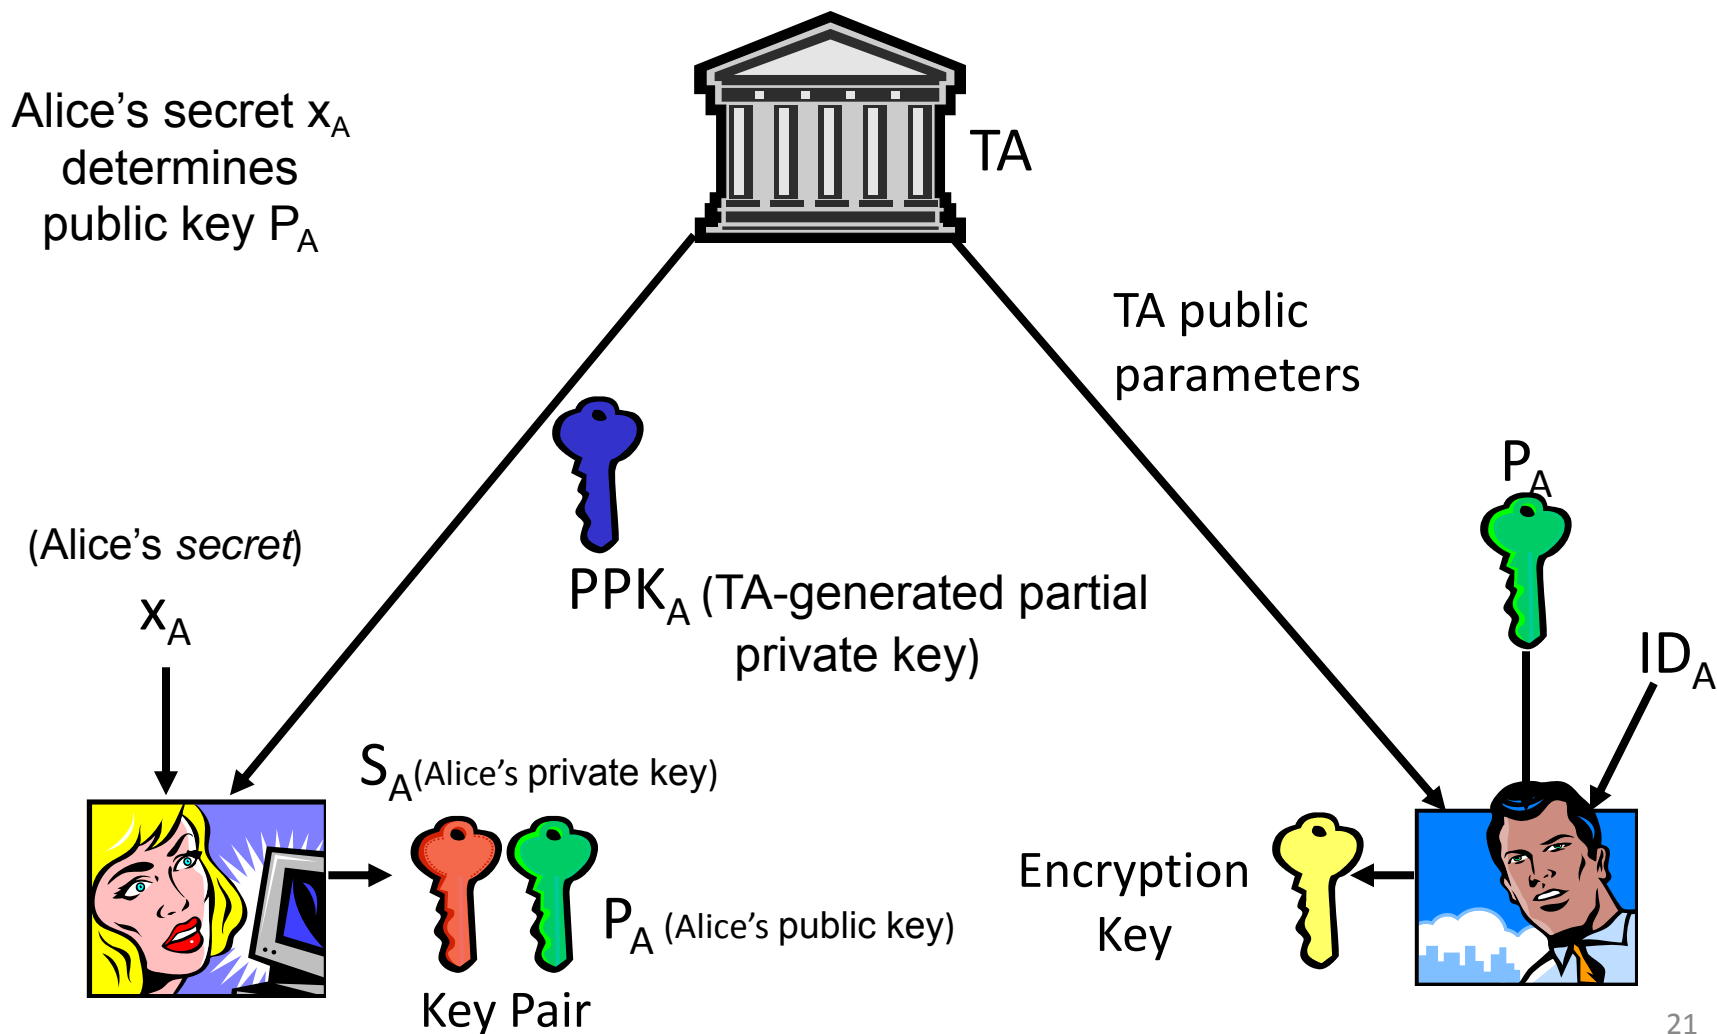 Alice’s secret xA
determines
public key PA
TA
TA public
parameters
PA
(Alice’s secret)
xA
PPKA (TA-generated partial
private key)
IDA
SA(Alice’s private key)
PA (Alice’s public key)
Key Pair
Encryption
Key
21